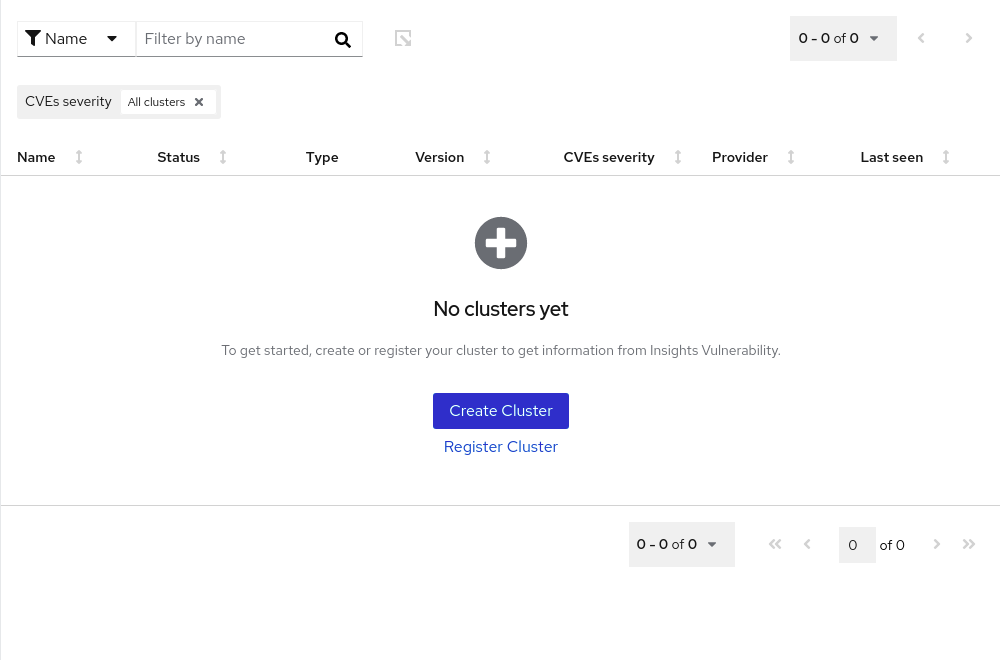 Name Filter by name 0 - 0 of 0
CVEs severity All clusters
Name Status Type Version CVEs severity Provider Last seen
No clusters yet
To get started, create or register your cluster to get information from Insights Vulnerability.
Create Cluster
Register Cluster
0 - 0 of 0 0 of 0